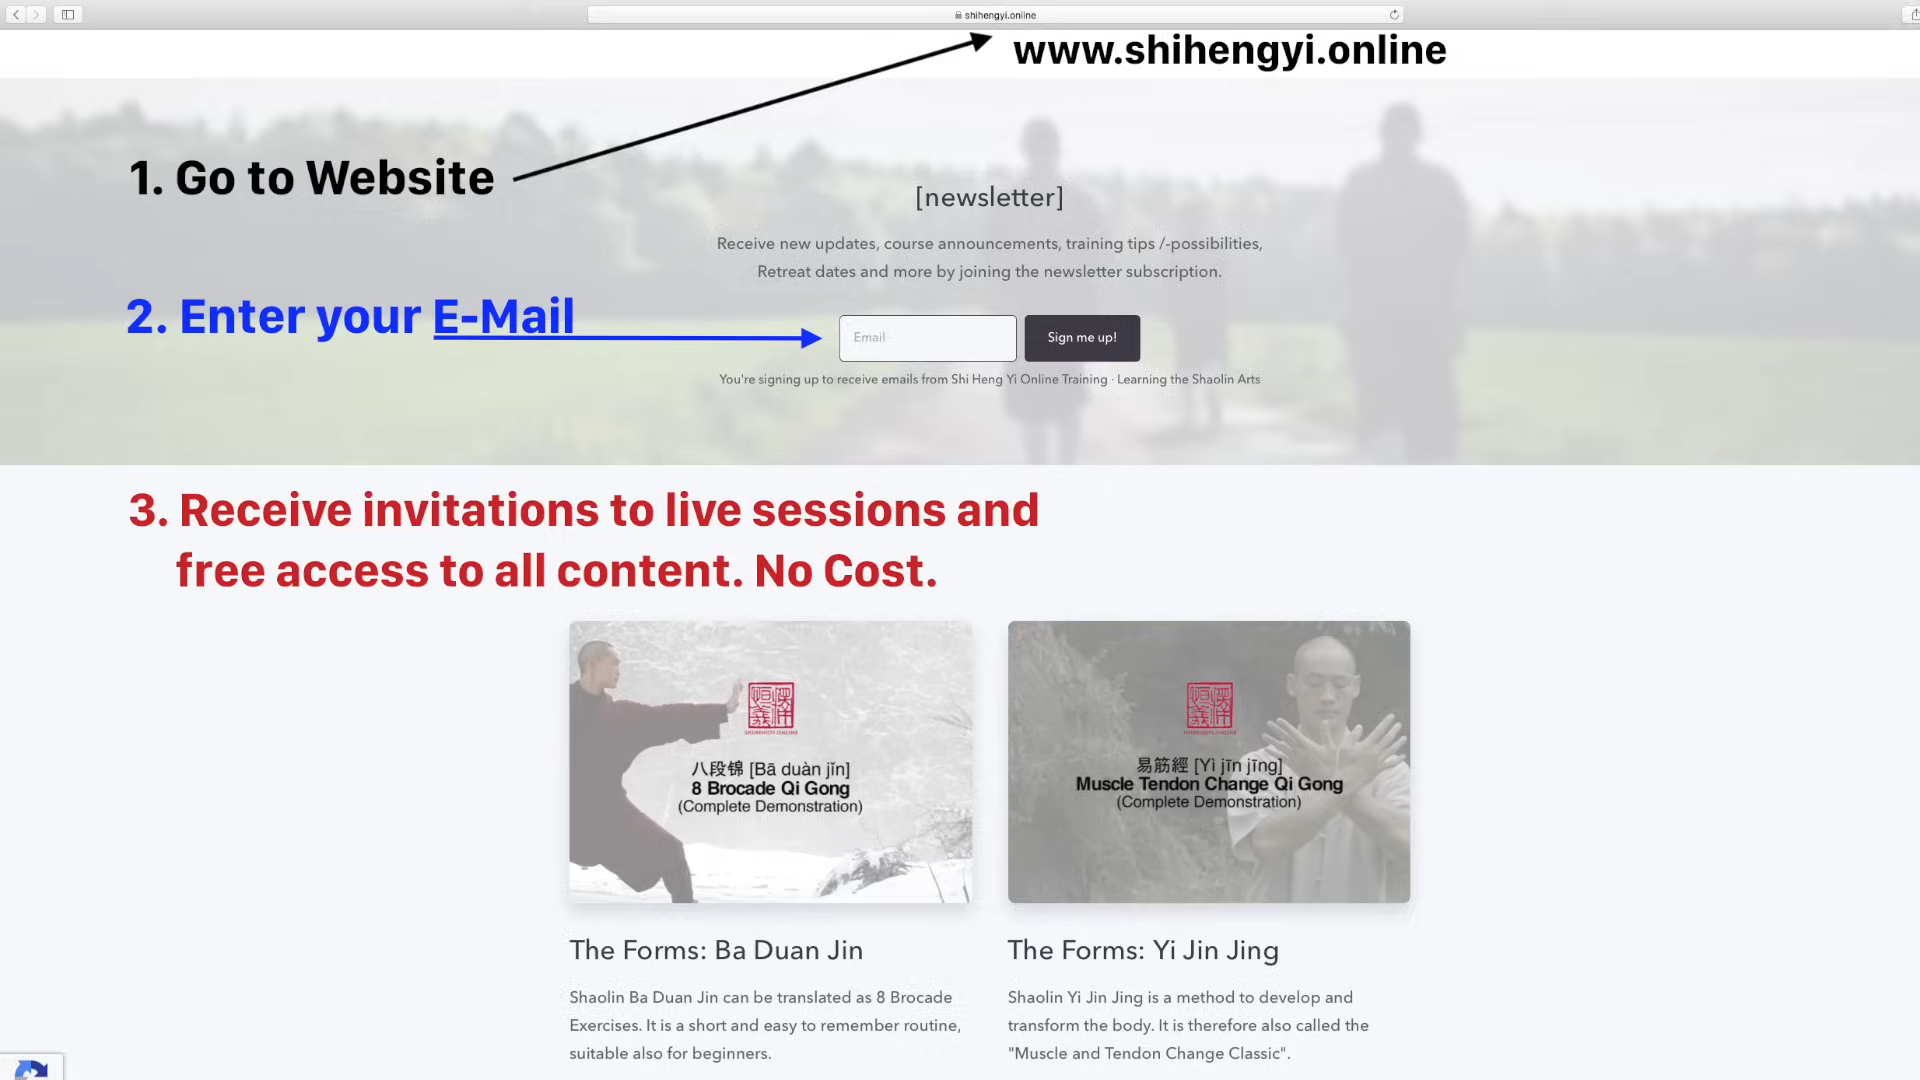 shihengyi.online
www.shihengyi.online
1. Go to Website
[newsletter]
Receive new updates, course announcements, training tips /-possibilities,
Retreat dates and more by joining the newsletter subscription.
2. Enter your E-Mail
Email
Sign me up!
You're signing up to receive emails from Shi Heng Yi Online Training · Learning the Shaolin Arts
3. Receive invitations to live sessions and
free access to all content. No Cost.
SHIHENGYI.ONLINE
八段锦 [Bā duàn jǐn]
8 Brocade Qi Gong
(Complete Demonstration)
SHIHENGYI.ONLINE
易筋經 [Yì jīn jīng]
Muscle Tendon Change Qi Gong
(Complete Demonstration)
The Forms: Ba Duan Jin
Shaolin Ba Duan Jin can be translated as 8 Brocade
Exercises. It is a short and easy to remember routine,
suitable also for beginners.
The Forms: Yi Jin Jing
Shaolin Yi Jin Jing is a method to develop and
transform the body. It is therefore also called the
"Muscle and Tendon Change Classic".